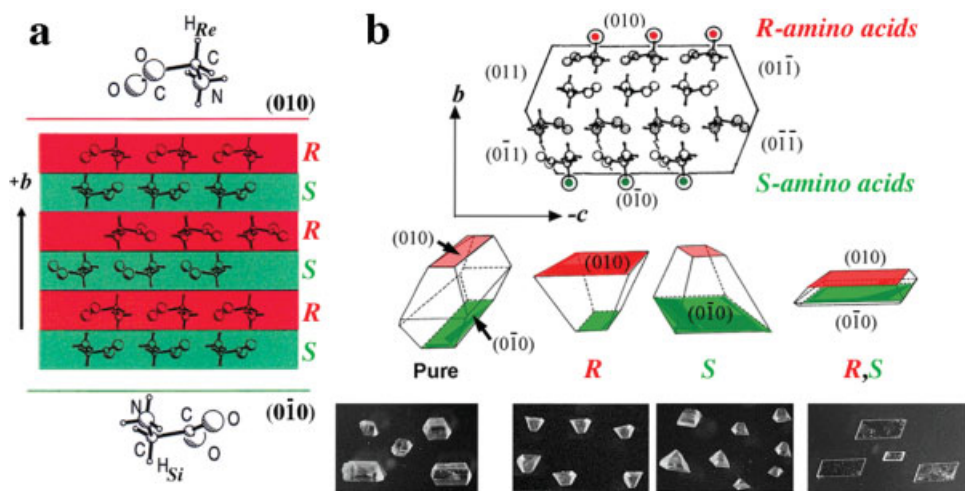 a
H Re
O
O
C
C
N
(010)
+b
R
S
R
S
R
S
N
C
O
O
C
H Si
(01̄0)
b
(010)
R-amino acids
(011)
(011̄)
b
(01̄1)
(01̄1̄)
(01̄0)
S-amino acids
-c
(010)
(01̄0)
Pure
(010)
R
(01̄0)
S
(010)
(01̄0)
R,S